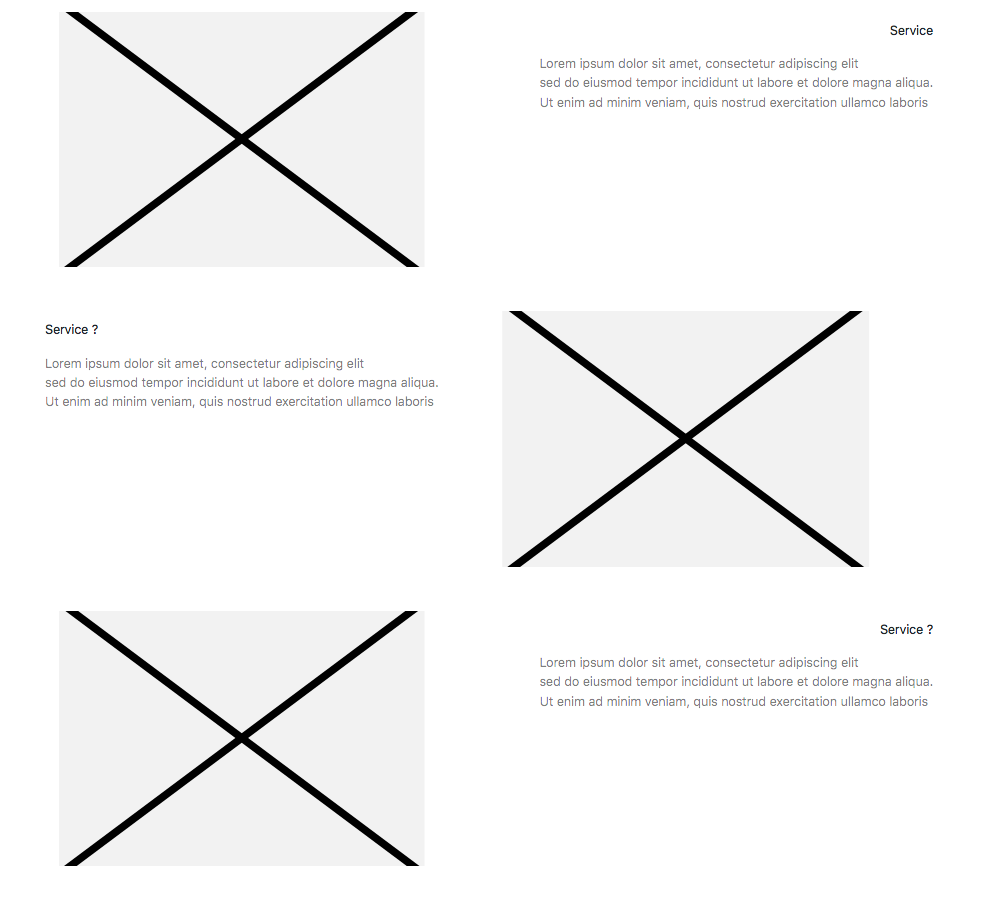 Service
Lorem ipsum dolor sit amet, consectetur adipiscing elit
sed do eiusmod tempor incididunt ut labore et dolore magna aliqua.
Ut enim ad minim veniam, quis nostrud exercitation ullamco laboris
Service ?
Lorem ipsum dolor sit amet, consectetur adipiscing elit
sed do eiusmod tempor incididunt ut labore et dolore magna aliqua.
Ut enim ad minim veniam, quis nostrud exercitation ullamco laboris
Service ?
Lorem ipsum dolor sit amet, consectetur adipiscing elit
sed do eiusmod tempor incididunt ut labore et dolore magna aliqua.
Ut enim ad minim veniam, quis nostrud exercitation ullamco laboris